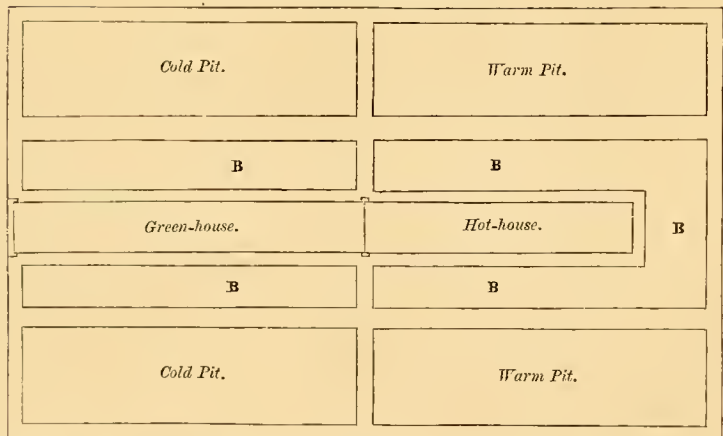 Cold Pit.
Warm Pit.
B
B
Green-house.
Hot-house.
B
B
B
Cold Pit.
Warm Pit.